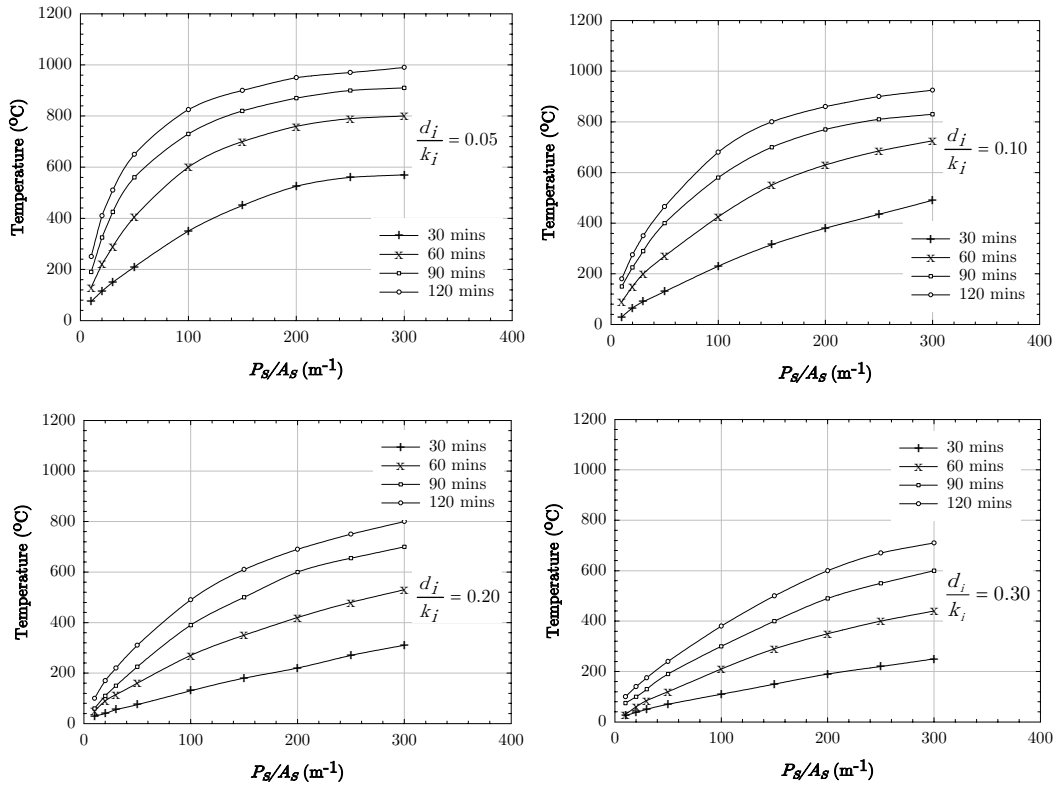 1200
1000
800
600
400
200
0
0 100 200 300 400
Temperature (ºC)
P_S/A_S (m⁻¹)
d_i/k_i = 0.05
30 mins
60 mins
90 mins
120 mins
1200
1000
800
600
400
200
0
0 100 200 300 400
Temperature (ºC)
P_S/A_S (m⁻¹)
d_i/k_i = 0.10
30 mins
60 mins
90 mins
120 mins
1200
1000
800
600
400
200
0
0 100 200 300 400
Temperature (ºC)
P_S/A_S (m⁻¹)
30 mins
60 mins
90 mins
120 mins
d_i/k_i = 0.20
1200
1000
800
600
400
200
0
0 100 200 300 400
Temperature (ºC)
P_S/A_S (m⁻¹)
30 mins
60 mins
90 mins
120 mins
d_i/k_i = 0.30